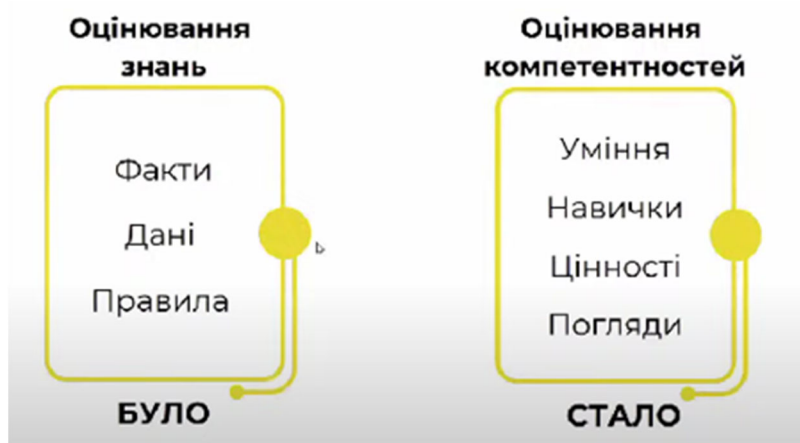 Оцінювання
знань
Факти
Дані
Правила
БУЛО
Оцінювання
компетентностей
Уміння
Навички
Цінності
Погляди
СТАЛО